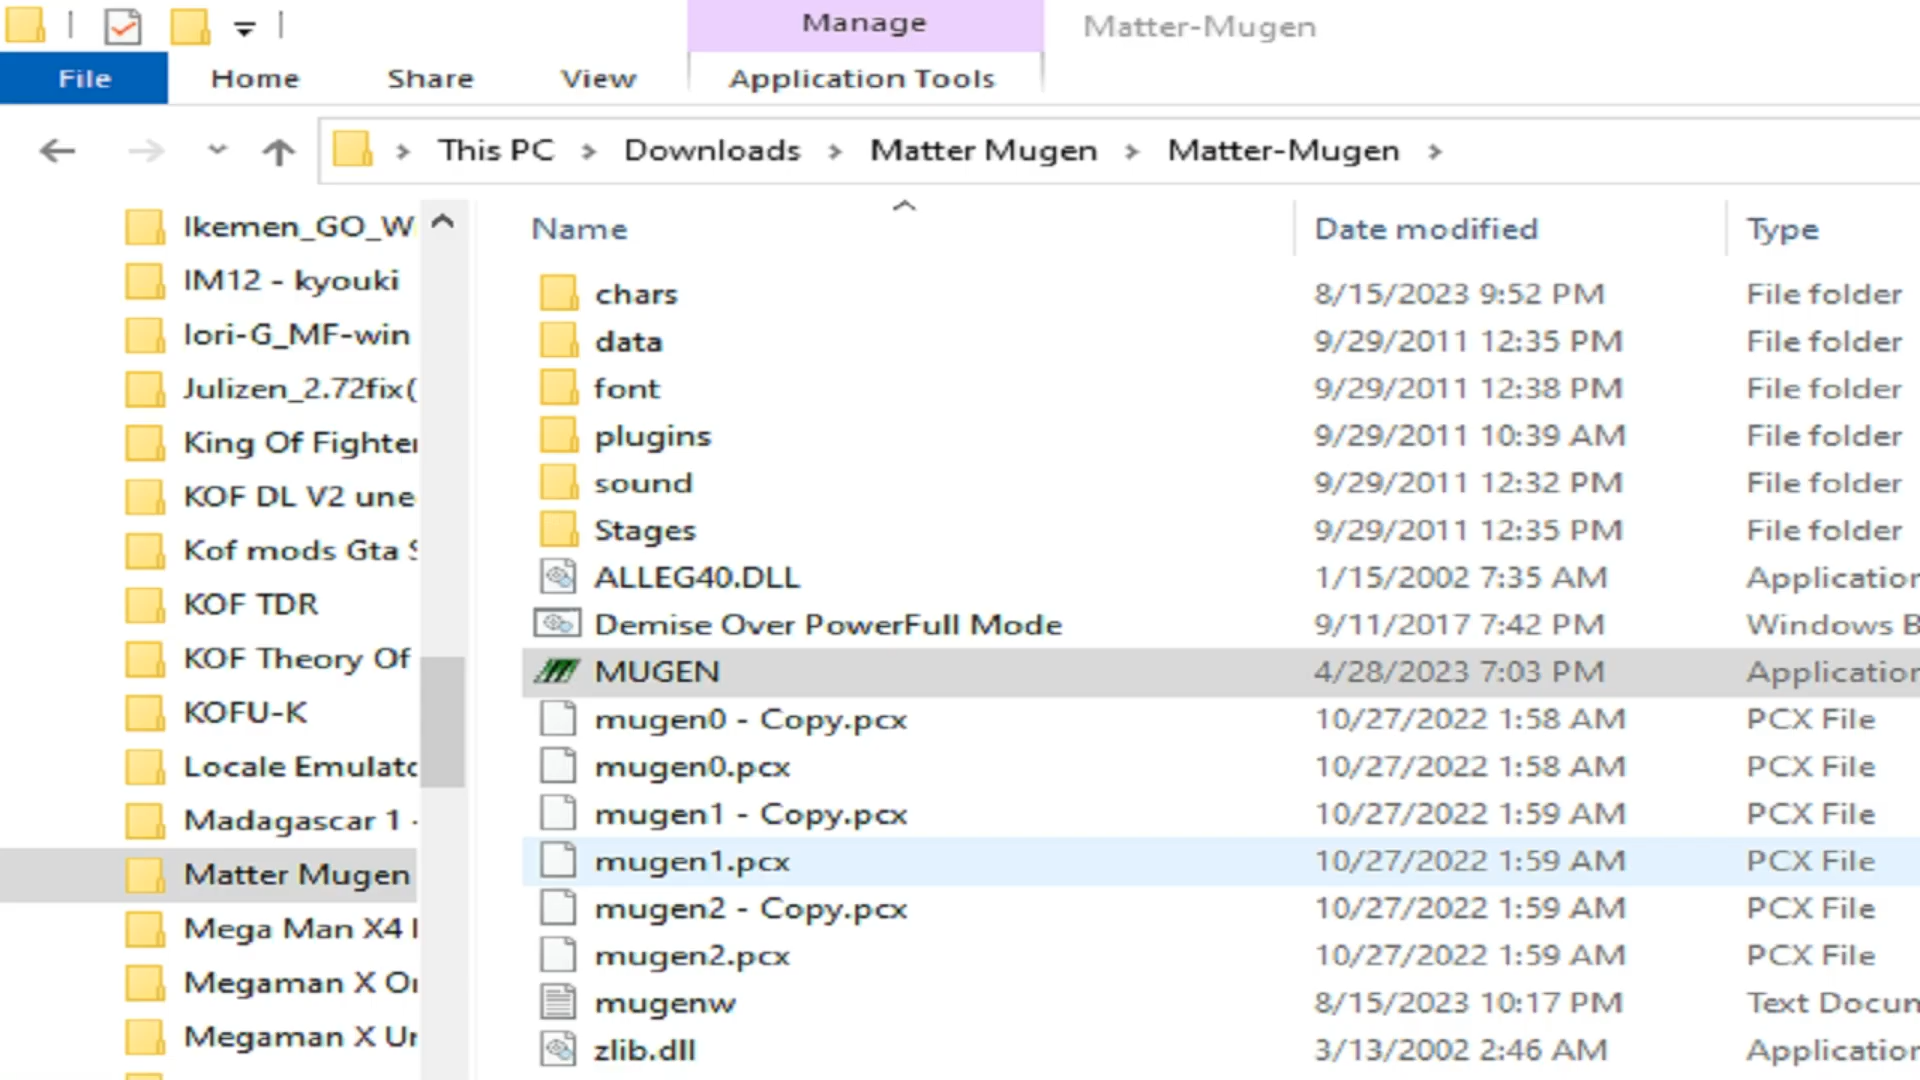 Manage
Matter-Mugen
File Home Share View Application Tools
This PC Downloads Matter Mugen Matter-Mugen
Ikemen_GO_W
IM12 - kyouki
Iori-G_MF-win
Julizen_2.72fix(
King Of Fighter
KOF DL V2 une
Kof mods Gta S
KOF TDR
KOF Theory Of
KOFU-K
Locale Emulato
Madagascar 1 -
Matter Mugen
Mega Man X4
Megaman X Or
Megaman X Un
Name Date modified Type
chars 8/15/2023 9:52 PM File folder
data 9/29/2011 12:35 PM File folder
font 9/29/2011 12:38 PM File folder
plugins 9/29/2011 10:39 AM File folder
sound 9/29/2011 12:32 PM File folder
Stages 9/29/2011 12:35 PM File folder
ALLEG40.DLL 1/15/2002 7:35 AM Application
Demise Over PowerFull Mode 9/11/2017 7:42 PM Windows B
MUGEN 4/28/2023 7:03 PM Application
mugen0 - Copy.pcx 10/27/2022 1:58 AM PCX File
mugen0.pcx 10/27/2022 1:58 AM PCX File
mugen1 - Copy.pcx 10/27/2022 1:59 AM PCX File
mugen1.pcx 10/27/2022 1:59 AM PCX File
mugen2 - Copy.pcx 10/27/2022 1:59 AM PCX File
mugen2.pcx 10/27/2022 1:59 AM PCX File
mugenw 8/15/2023 10:17 PM Text Docum
zlib.dll 3/13/2002 2:46 AM Application